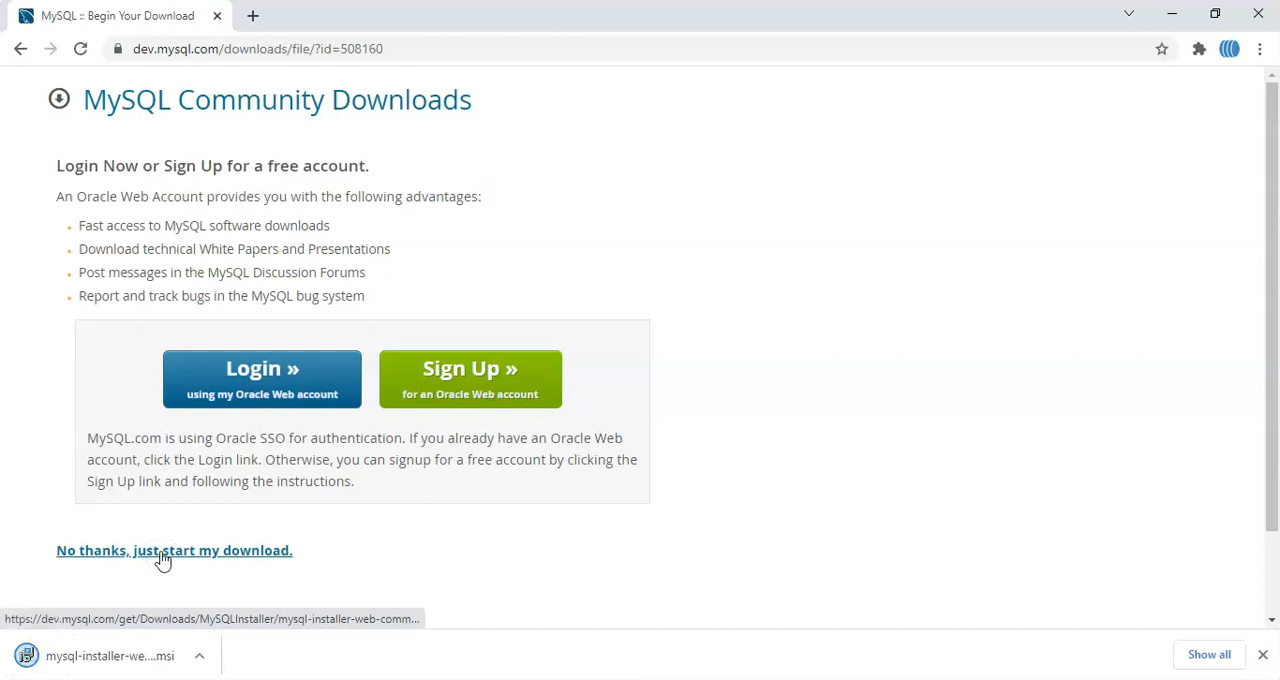 MySQL :: Begin Your Download
dev.mysql.com/downloads/file/?id=508160
MySQL Community Downloads
Login Now or Sign Up for a free account.
An Oracle Web Account provides you with the following advantages:
Fast access to MySQL software downloads
Download technical White Papers and Presentations
Post messages in the MySQL Discussion Forums
Report and track bugs in the MySQL bug system
Login »
using my Oracle Web account
Sign Up »
for an Oracle Web account
MySQL.com is using Oracle SSO for authentication. If you already have an Oracle Web
account, click the Login link. Otherwise, you can signup for a free account by clicking the
Sign Up link and following the instructions.
No thanks, just start my download.
https://dev.mysql.com/get/Downloads/MySQLInstaller/mysql-installer-web-comm...
mysql-installer-we....msi
Show all